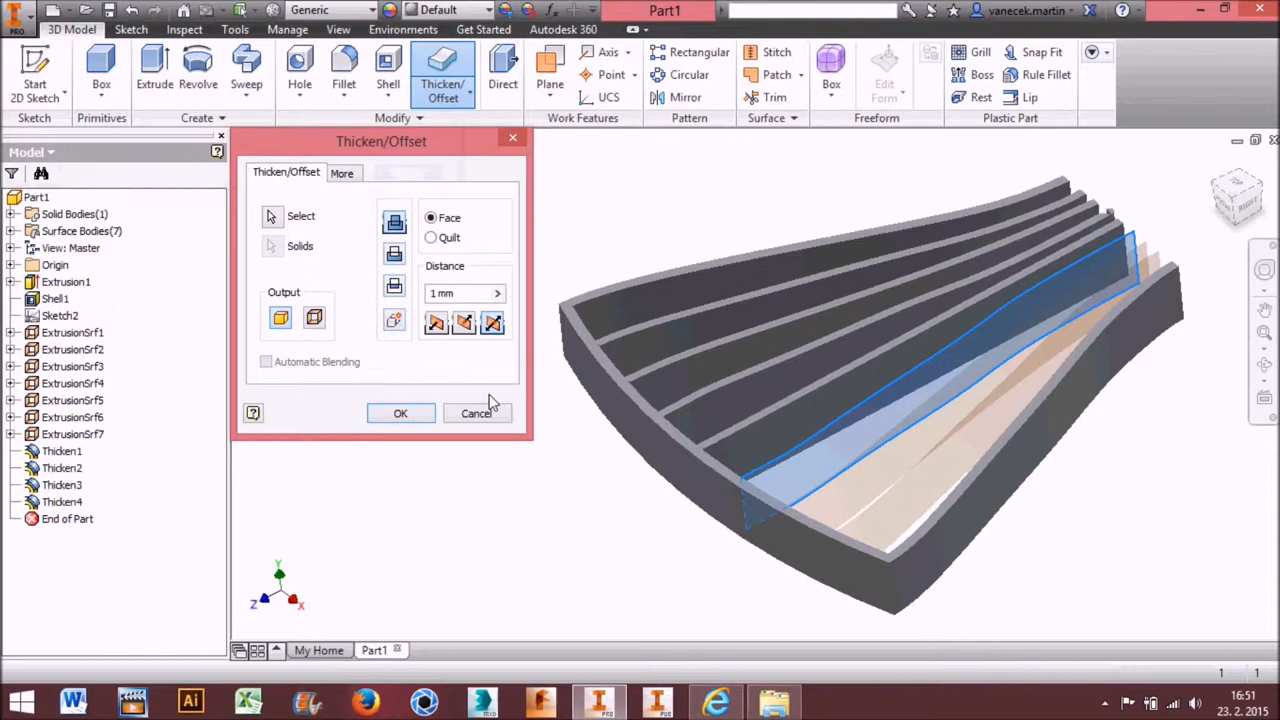 Generic
Default
Part1
vanecek.martin
PRO
3D Model
Sketch
Inspect
Tools
Manage
View
Environments
Get Started
Autodesk 360
Start
2D Sketch
Box
Extrude
Revolve
Sweep
Hole
Fillet
Shell
Thicken/
Offset
Direct
Plane
Axis
Point
UCS
Rectangular
Circular
Mirror
Stitch
Patch
Trim
Box
Edit
Form
Grill
Boss
Rest
Snap Fit
Rule Fillet
Lip
Sketch
Primitives
Create
Modify
Work Features
Pattern
Surface
Freeform
Plastic Part
Model
Part1
Solid Bodies(1)
Surface Bodies(7)
View: Master
Origin
Extrusion1
Shell1
Sketch2
ExtrusionSrf1
ExtrusionSrf2
ExtrusionSrf3
ExtrusionSrf4
ExtrusionSrf5
ExtrusionSrf6
ExtrusionSrf7
Thicken1
Thicken2
Thicken3
Thicken4
End of Part
Thicken/Offset
Thicken/Offset
More
Select
Solids
Output
Face
Quilt
Distance
1 mm
Automatic Blending
OK
Cancel
RIGHT
Y
Z
X
My Home
Part1
1
1
16:51
23. 2. 2015